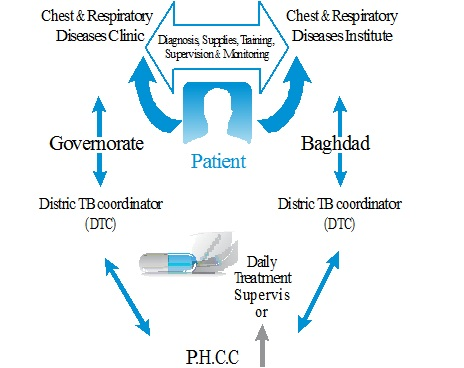 Chest & Respiratory
Diseases Clinic
Chest & Respiratory
Diseases Institute
Diagnosis, Supplies, Training,
Supervision & Monitoring
Governorate
Patient
Baghdad
Distric TB coordinator
(DTC)
Distric TB coordinator
(DTC)
Daily
Treatment
Supervis
or
P.H.C.C